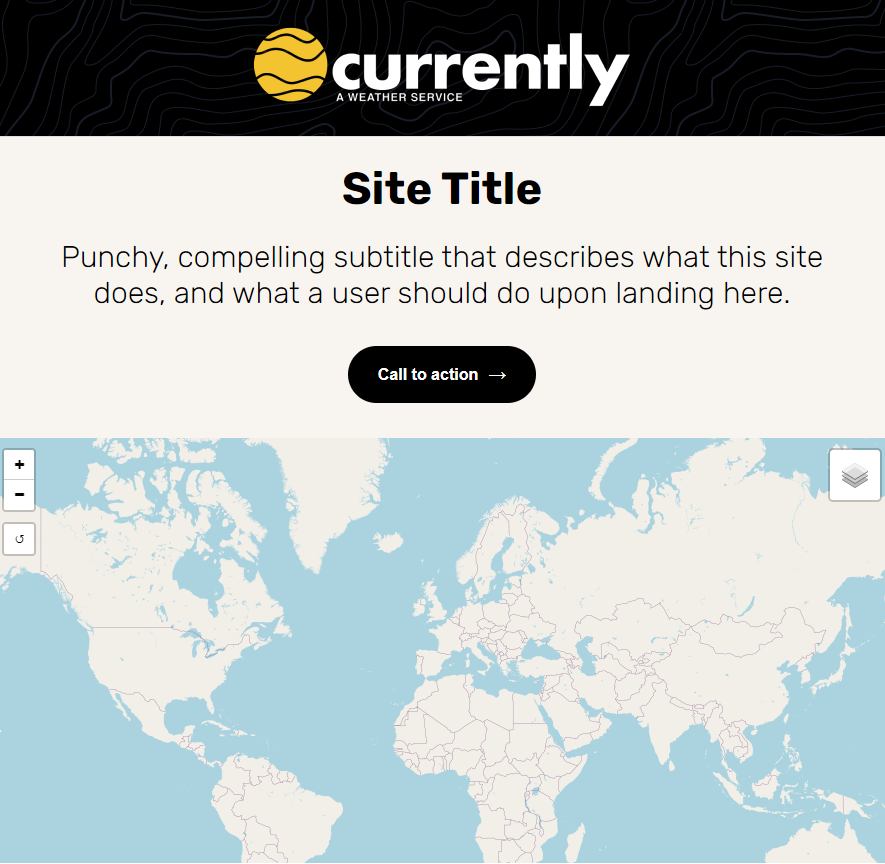 currently
A WEATHER SERVICE
Site Title
Punchy, compelling subtitle that describes what this site
does, and what a user should do upon landing here.
Call to action →
+
−
↺